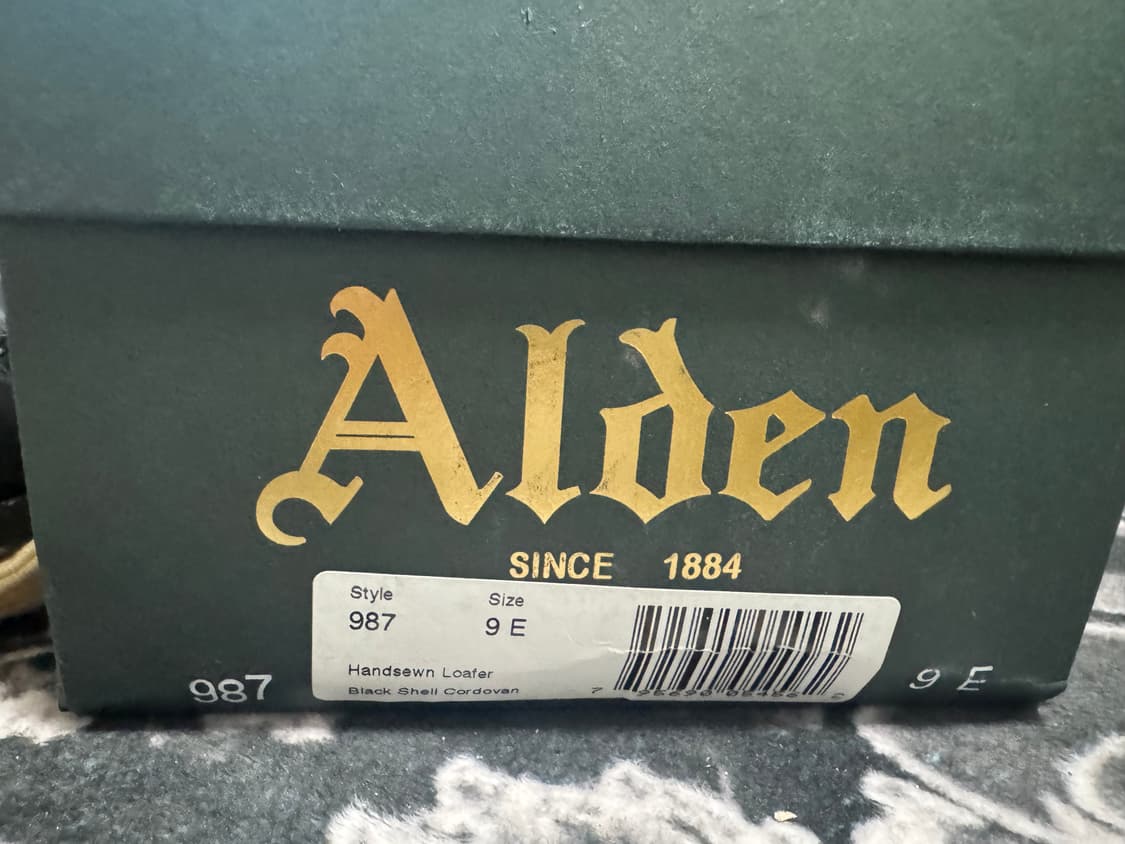 Alden
SINCE 1884
Style Size
987 9 E
Handsewn Loafer
Black Shell Cordovan
987
9 E